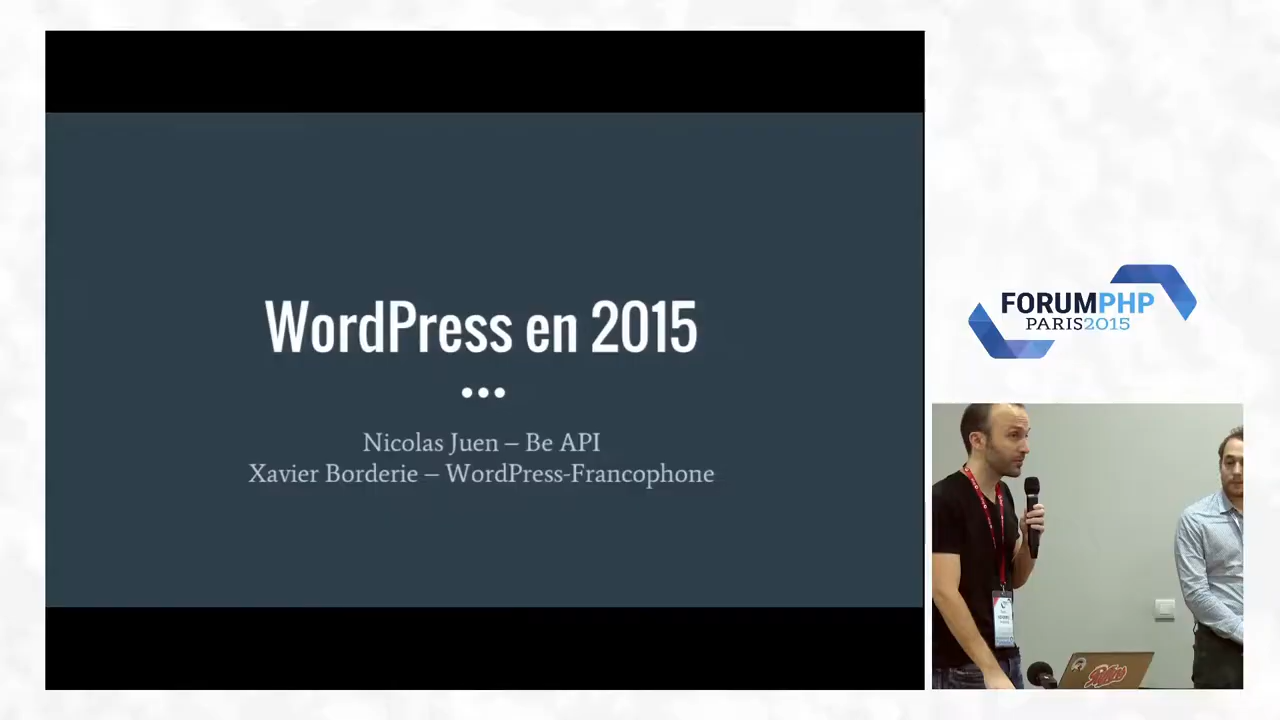 WordPress en 2015
Nicolas Juen – Be API
Xavier Borderie – WordPress-Francophone
FORUMPHP
PARIS2015